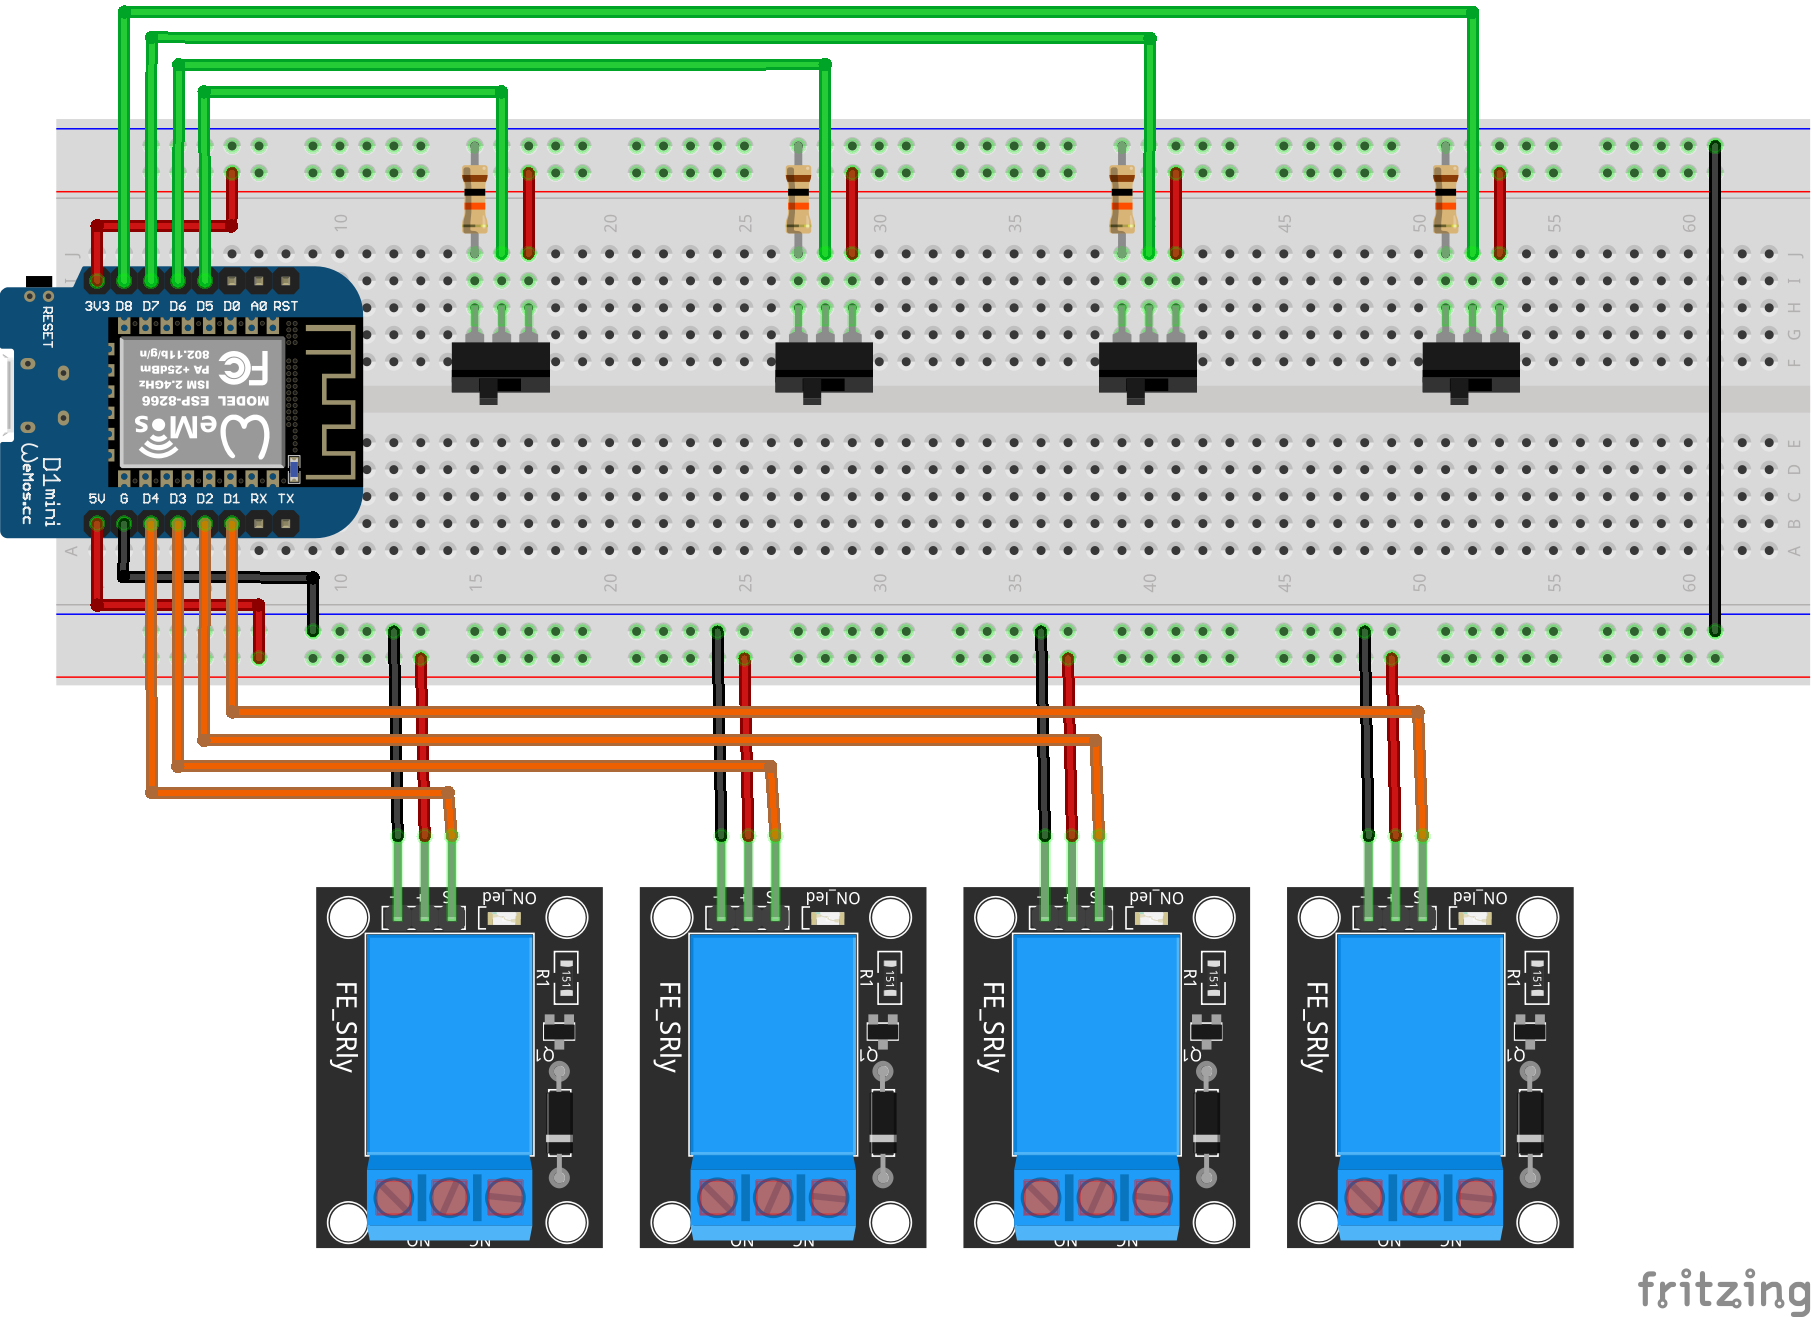 10 15 20 25 30 35 40 45 50 55 60
J J
I I
H
G
F
RESET
3V3 D8 D7 D6 D5 D0 A0 RST
WeMos
MODEL ESP-8266
ISM 2.4GHz
PA +25dBm
802.11b/g/n
FC
D1 mini
WeMos.cc
5V G D4 D3 D2 D1 RX TX
E
D
C
B
A A
10 15 20 25 30 35 40 45 50 55 60
- + S ON_led
R1
151
FE_SRly
Q1
NO NC
- + S ON_led
R1
151
FE_SRly
Q1
NO NC
- + S ON_led
R1
151
FE_SRly
Q1
NO NC
- + S ON_led
R1
151
FE_SRly
Q1
NO NC
fritzing